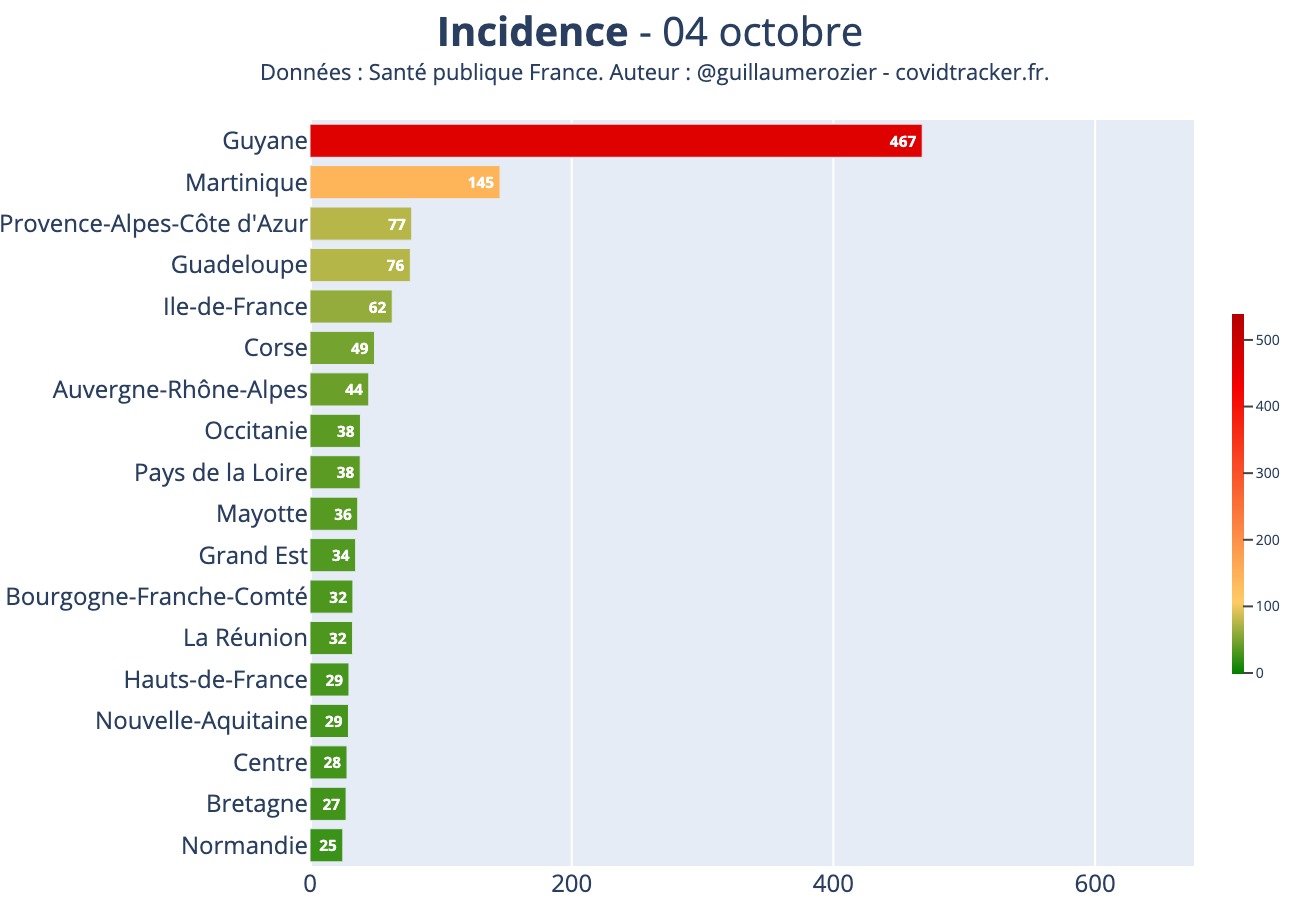 Incidence - 04 octobre
Données : Santé publique France. Auteur : @guillaumerozier - covidtracker.fr.
Guyane 467
Martinique 145
Provence-Alpes-Côte d'Azur 77
Guadeloupe 76
Ile-de-France 62
Corse 49
Auvergne-Rhône-Alpes 44
Occitanie 38
Pays de la Loire 38
Mayotte 36
Grand Est 34
Bourgogne-Franche-Comté 32
La Réunion 32
Hauts-de-France 29
Nouvelle-Aquitaine 29
Centre 28
Bretagne 27
Normandie 25
0 200 400 600
500
400
300
200
100
0